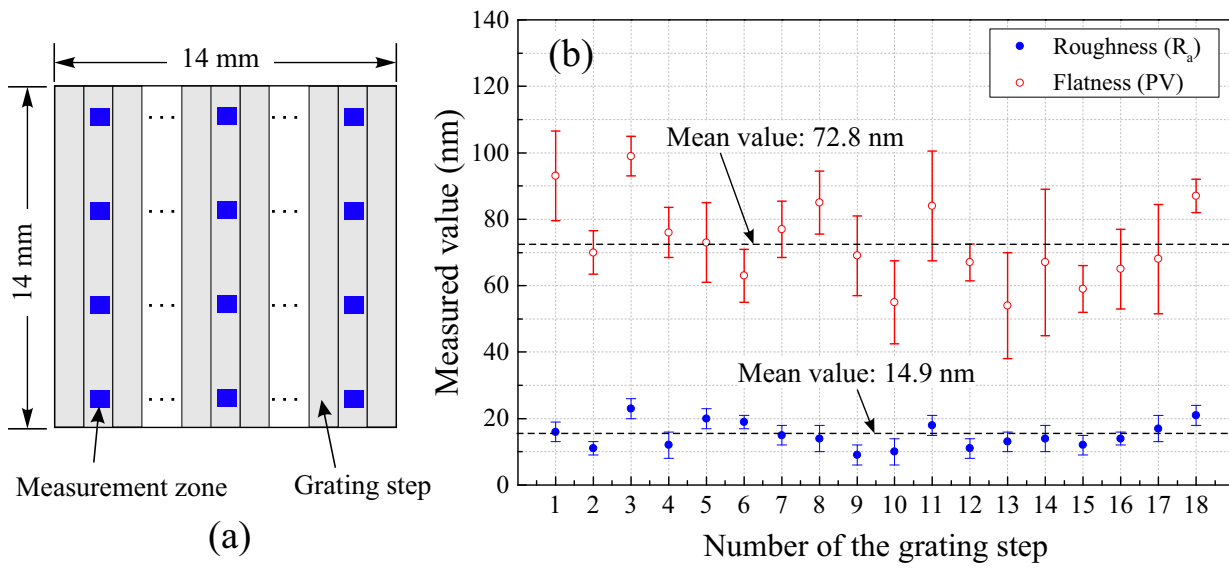 14 mm
14 mm
... ...
... ...
... ...
... ...
Measurement zone
Grating step
(a)
(b)
Roughness (Rₐ)
Flatness (PV)
Mean value: 72.8 nm
Mean value: 14.9 nm
Measured value (nm)
140
120
100
80
60
40
20
0
1 2 3 4 5 6 7 8 9 10 11 12 13 14 15 16 17 18
Number of the grating step